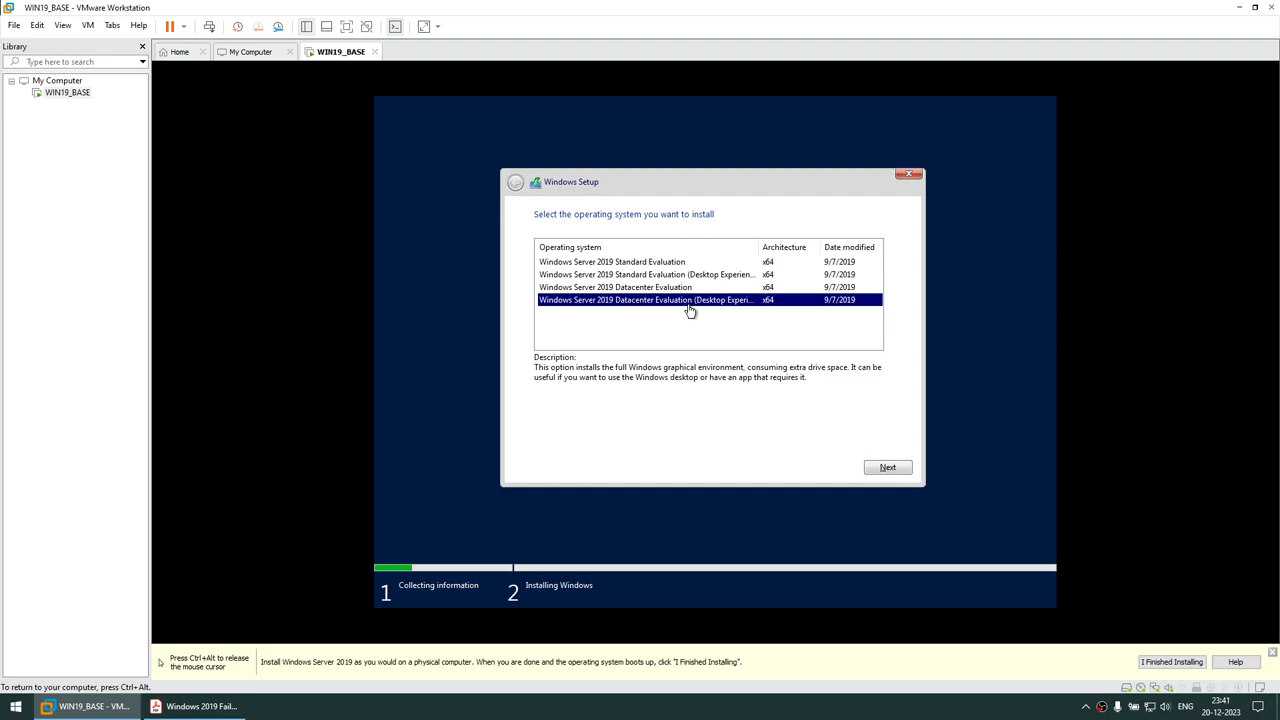 WIN19_BASE - VMware Workstation
File Edit View VM Tabs Help
Library
Home
My Computer
WIN19_BASE
Type here to search
My Computer
WIN19_BASE
Windows Setup
Select the operating system you want to install
Operating system Architecture Date modified
Windows Server 2019 Standard Evaluation x64 9/7/2019
Windows Server 2019 Standard Evaluation (Desktop Experien... x64 9/7/2019
Windows Server 2019 Datacenter Evaluation x64 9/7/2019
Windows Server 2019 Datacenter Evaluation (Desktop Experi... x64 9/7/2019
Description:
This option installs the full Windows graphical environment, consuming extra drive space. It can be
useful if you want to use the Windows desktop or have an app that requires it.
Next
1 Collecting information 2 Installing Windows
Press Ctrl+Alt to release
the mouse cursor
Install Windows Server 2019 as you would on a physical computer. When you are done and the operating system boots up, click "I Finished Installing".
I Finished Installing
Help
To return to your computer, press Ctrl+Alt.
WIN19_BASE - VM...
Windows 2019 Fail...
ENG
23:41
20-12-2023